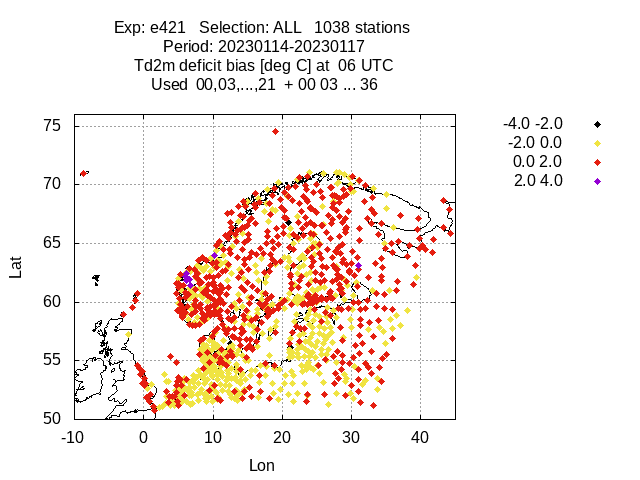 Exp: e421 Selection: ALL 1038 stations
Period: 20230114-20230117
Td2m deficit bias [deg C] at 06 UTC
Used 00,03,...,21 + 00 03 ... 36
-4.0 -2.0
-2.0 0.0
0.0 2.0
2.0 4.0
75
70
65
60
55
50
Lat
-10 0 10 20 30 40
Lon